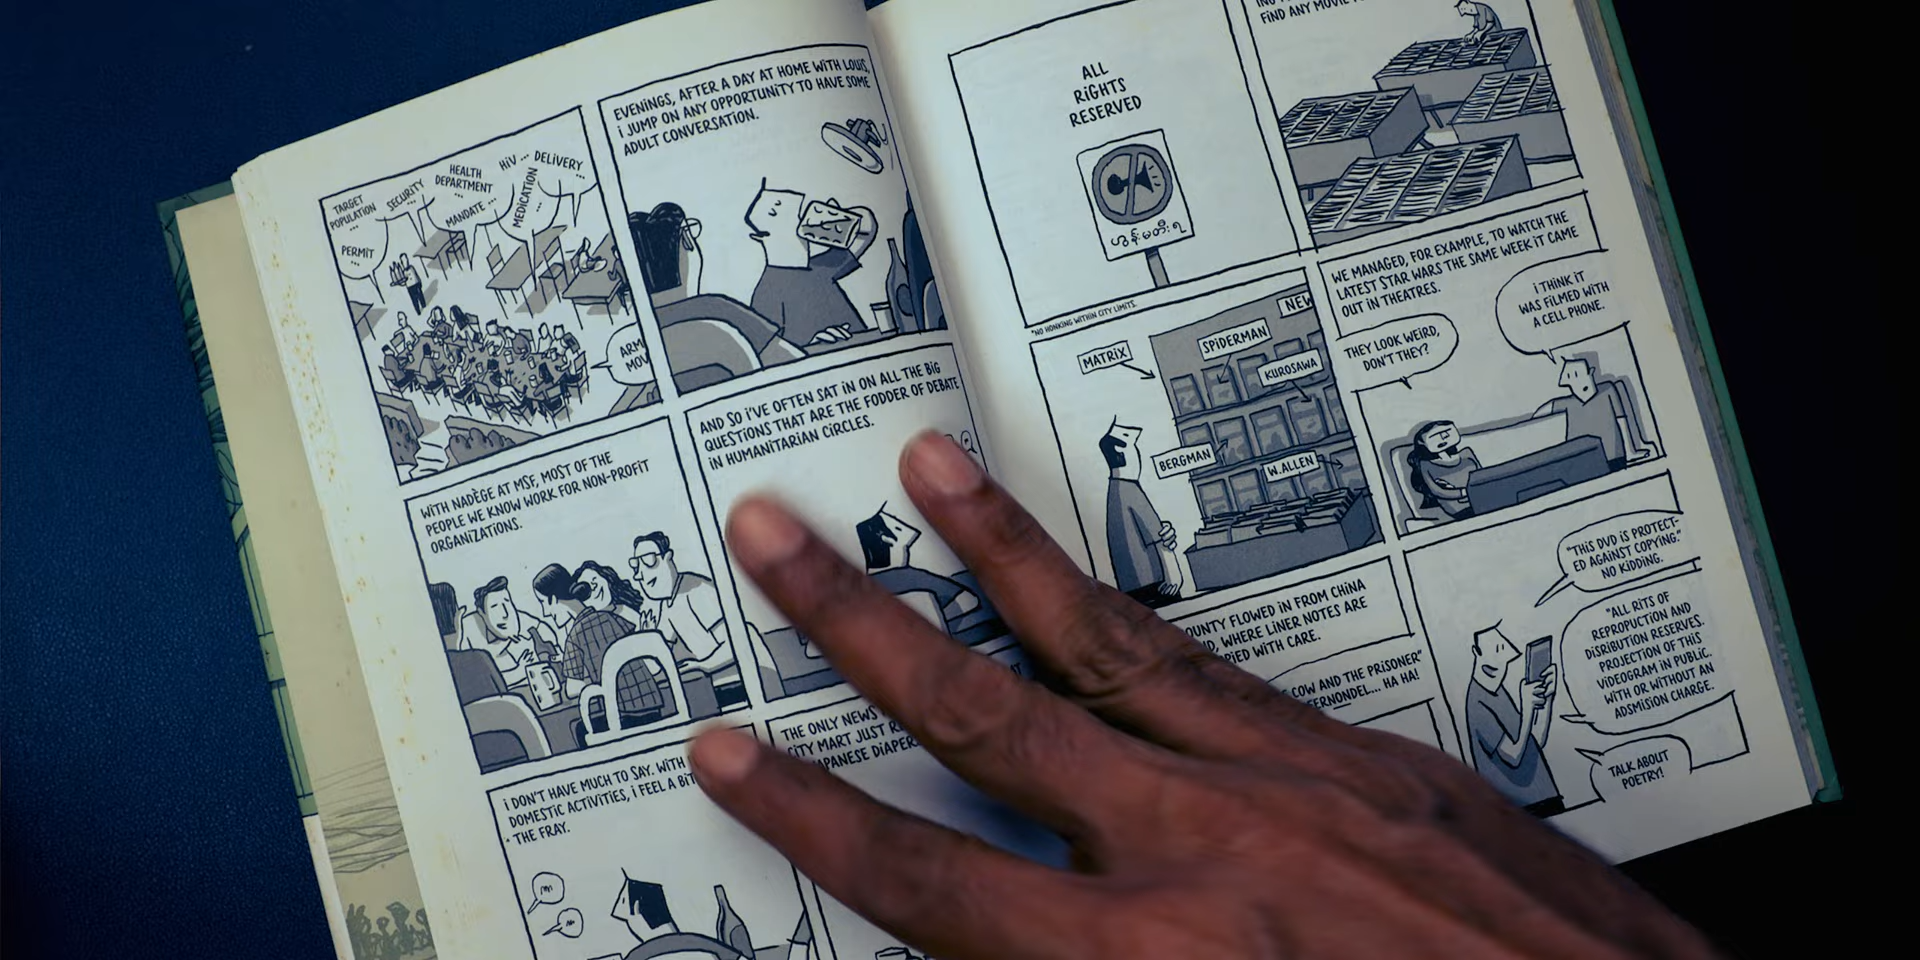 TARGET
POPULATION
...
SECURITY
...
HEALTH
DEPARTMENT
...
MANDATE ...
HIV ...
DELIVERY
...
MEDICATION
...
PERMIT
...
EVENINGS, AFTER A DAY AT HOME WITH LOUIS,
I JUMP ON ANY OPPORTUNITY TO HAVE SOME
ADULT CONVERSATION.
WITH NADÈGE AT MSF, MOST OF THE
PEOPLE WE KNOW WORK FOR NON-PROFIT
ORGANIZATIONS.
AND SO I'VE OFTEN SAT IN ON ALL THE BIG
QUESTIONS THAT ARE THE FODDER OF DEBATE
IN HUMANITARIAN CIRCLES.
I DON'T HAVE MUCH TO SAY. WITH
DOMESTIC ACTIVITIES, I FEEL A BIT
THE FRAY.
THE ONLY NEWS
CITY MART JUST
JAPANESE DIAPERS
ALL
RIGHTS
RESERVED
ဟွန်းမတီးရ
*NO HONKING WITHIN CITY LIMITS.
FIND ANY MOVIE
MATRIX
SPIDERMAN
NEW
KUROSAWA
BERGMAN
W.ALLEN
WE MANAGED, FOR EXAMPLE, TO WATCH THE
LATEST STAR WARS THE SAME WEEK IT CAME
OUT IN THEATRES.
THEY LOOK WEIRD,
DON'T THEY?
I THINK IT
WAS FILMED WITH
A CELL PHONE.
FLOWED IN FROM CHINA
WHERE LINER NOTES ARE
WITH CARE.
COW AND THE PRISONER"
HA HA!
"THIS DVD IS PROTECT-
ED AGAINST COPYING."
NO KIDDING.
"ALL RITS OF
REPROPUCTION AND
DISRIBUTION RESERVES.
PROJECTION OF THIS
VIDEOGRAM IN PUBLIC.
WITH OR WITHOUT AN
ADSMISION CHARGE.
TALK ABOUT
POETRY!